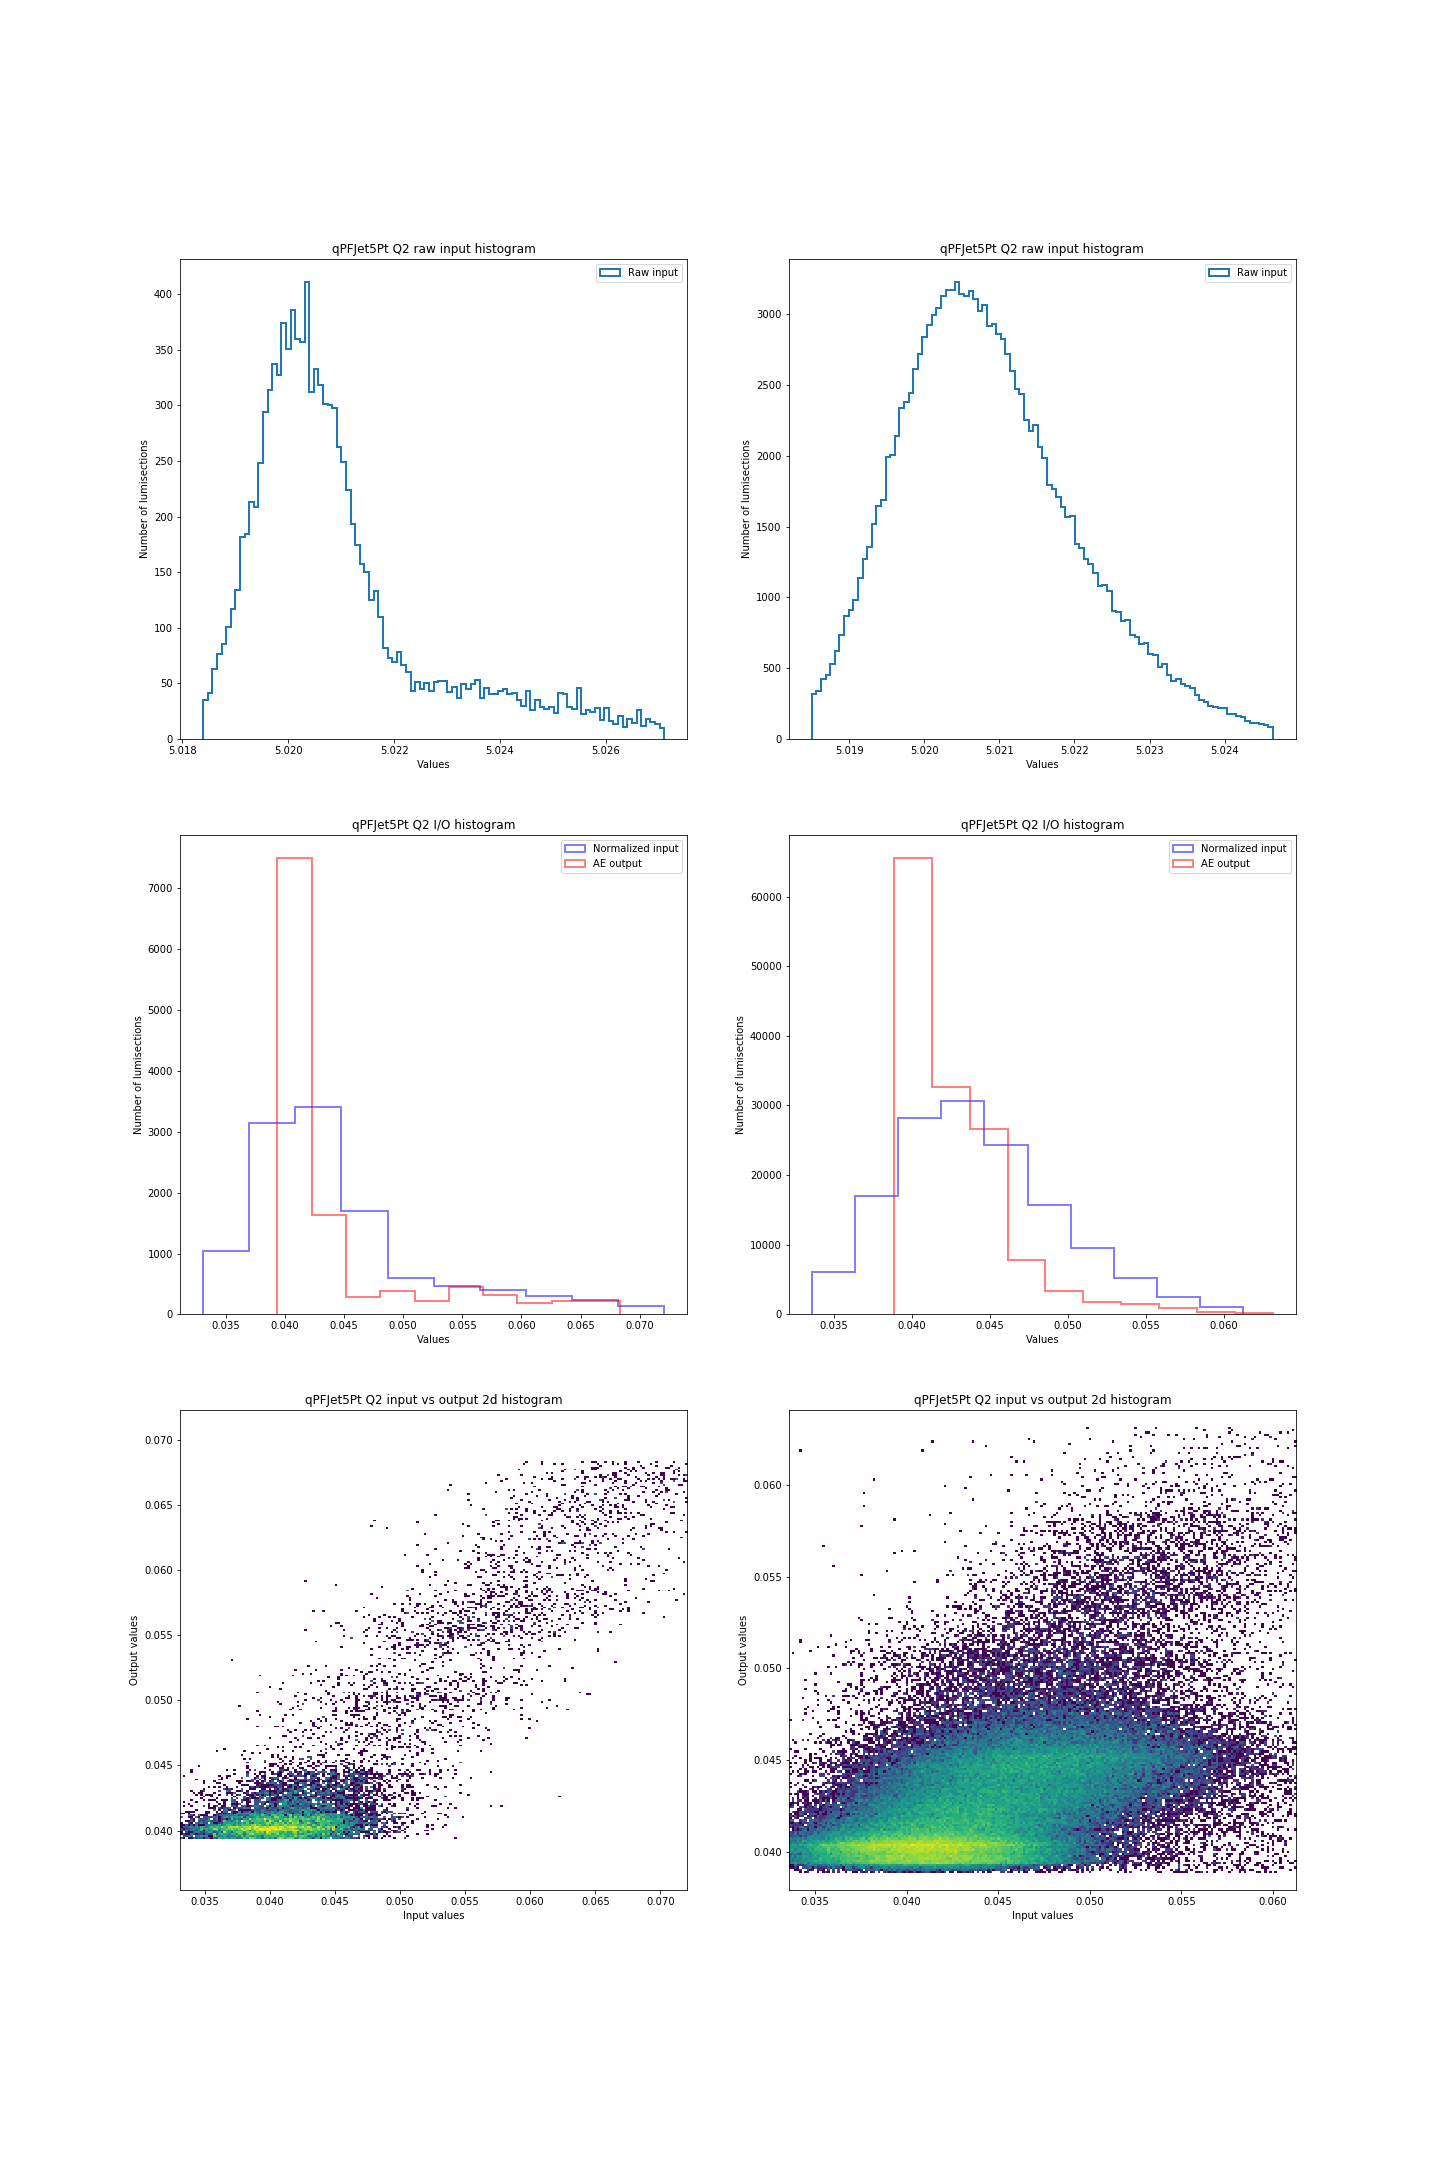 qPFJet5Pt Q2 raw input histogram
Raw input
400
350
300
250
200
150
100
50
0
Number of lumisections
5.018 5.020 5.022 5.024 5.026
Values
qPFJet5Pt Q2 raw input histogram
Raw input
3000
2500
2000
1500
1000
500
0
Number of lumisections
5.019 5.020 5.021 5.022 5.023 5.024
Values
qPFJet5Pt Q2 I/O histogram
Normalized input
AE output
7000
6000
5000
4000
3000
2000
1000
0
Number of lumisections
0.035 0.040 0.045 0.050 0.055 0.060 0.065 0.070
Values
qPFJet5Pt Q2 I/O histogram
Normalized input
AE output
60000
50000
40000
30000
20000
10000
0
Number of lumisections
0.035 0.040 0.045 0.050 0.055 0.060
Values
qPFJet5Pt Q2 input vs output 2d histogram
0.070
0.065
0.060
0.055
0.050
0.045
0.040
Output values
0.035 0.040 0.045 0.050 0.055 0.060 0.065 0.070
Input values
qPFJet5Pt Q2 input vs output 2d histogram
0.060
0.055
0.050
0.045
0.040
Output values
0.035 0.040 0.045 0.050 0.055 0.060
Input values